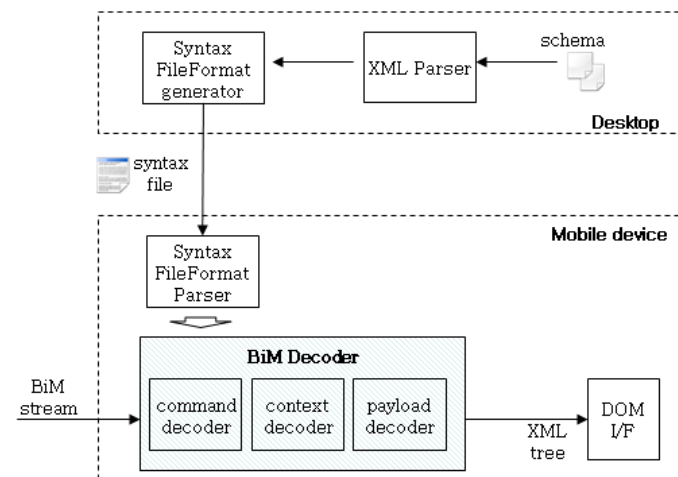 schema
XML Parser
Syntax
FileFormat
generator
Desktop
syntax
file
Mobile device
Syntax
FileFormat
Parser
BiM Decoder
command
decoder
context
decoder
payload
decoder
BiM
stream
XML
tree
DOM
I/F